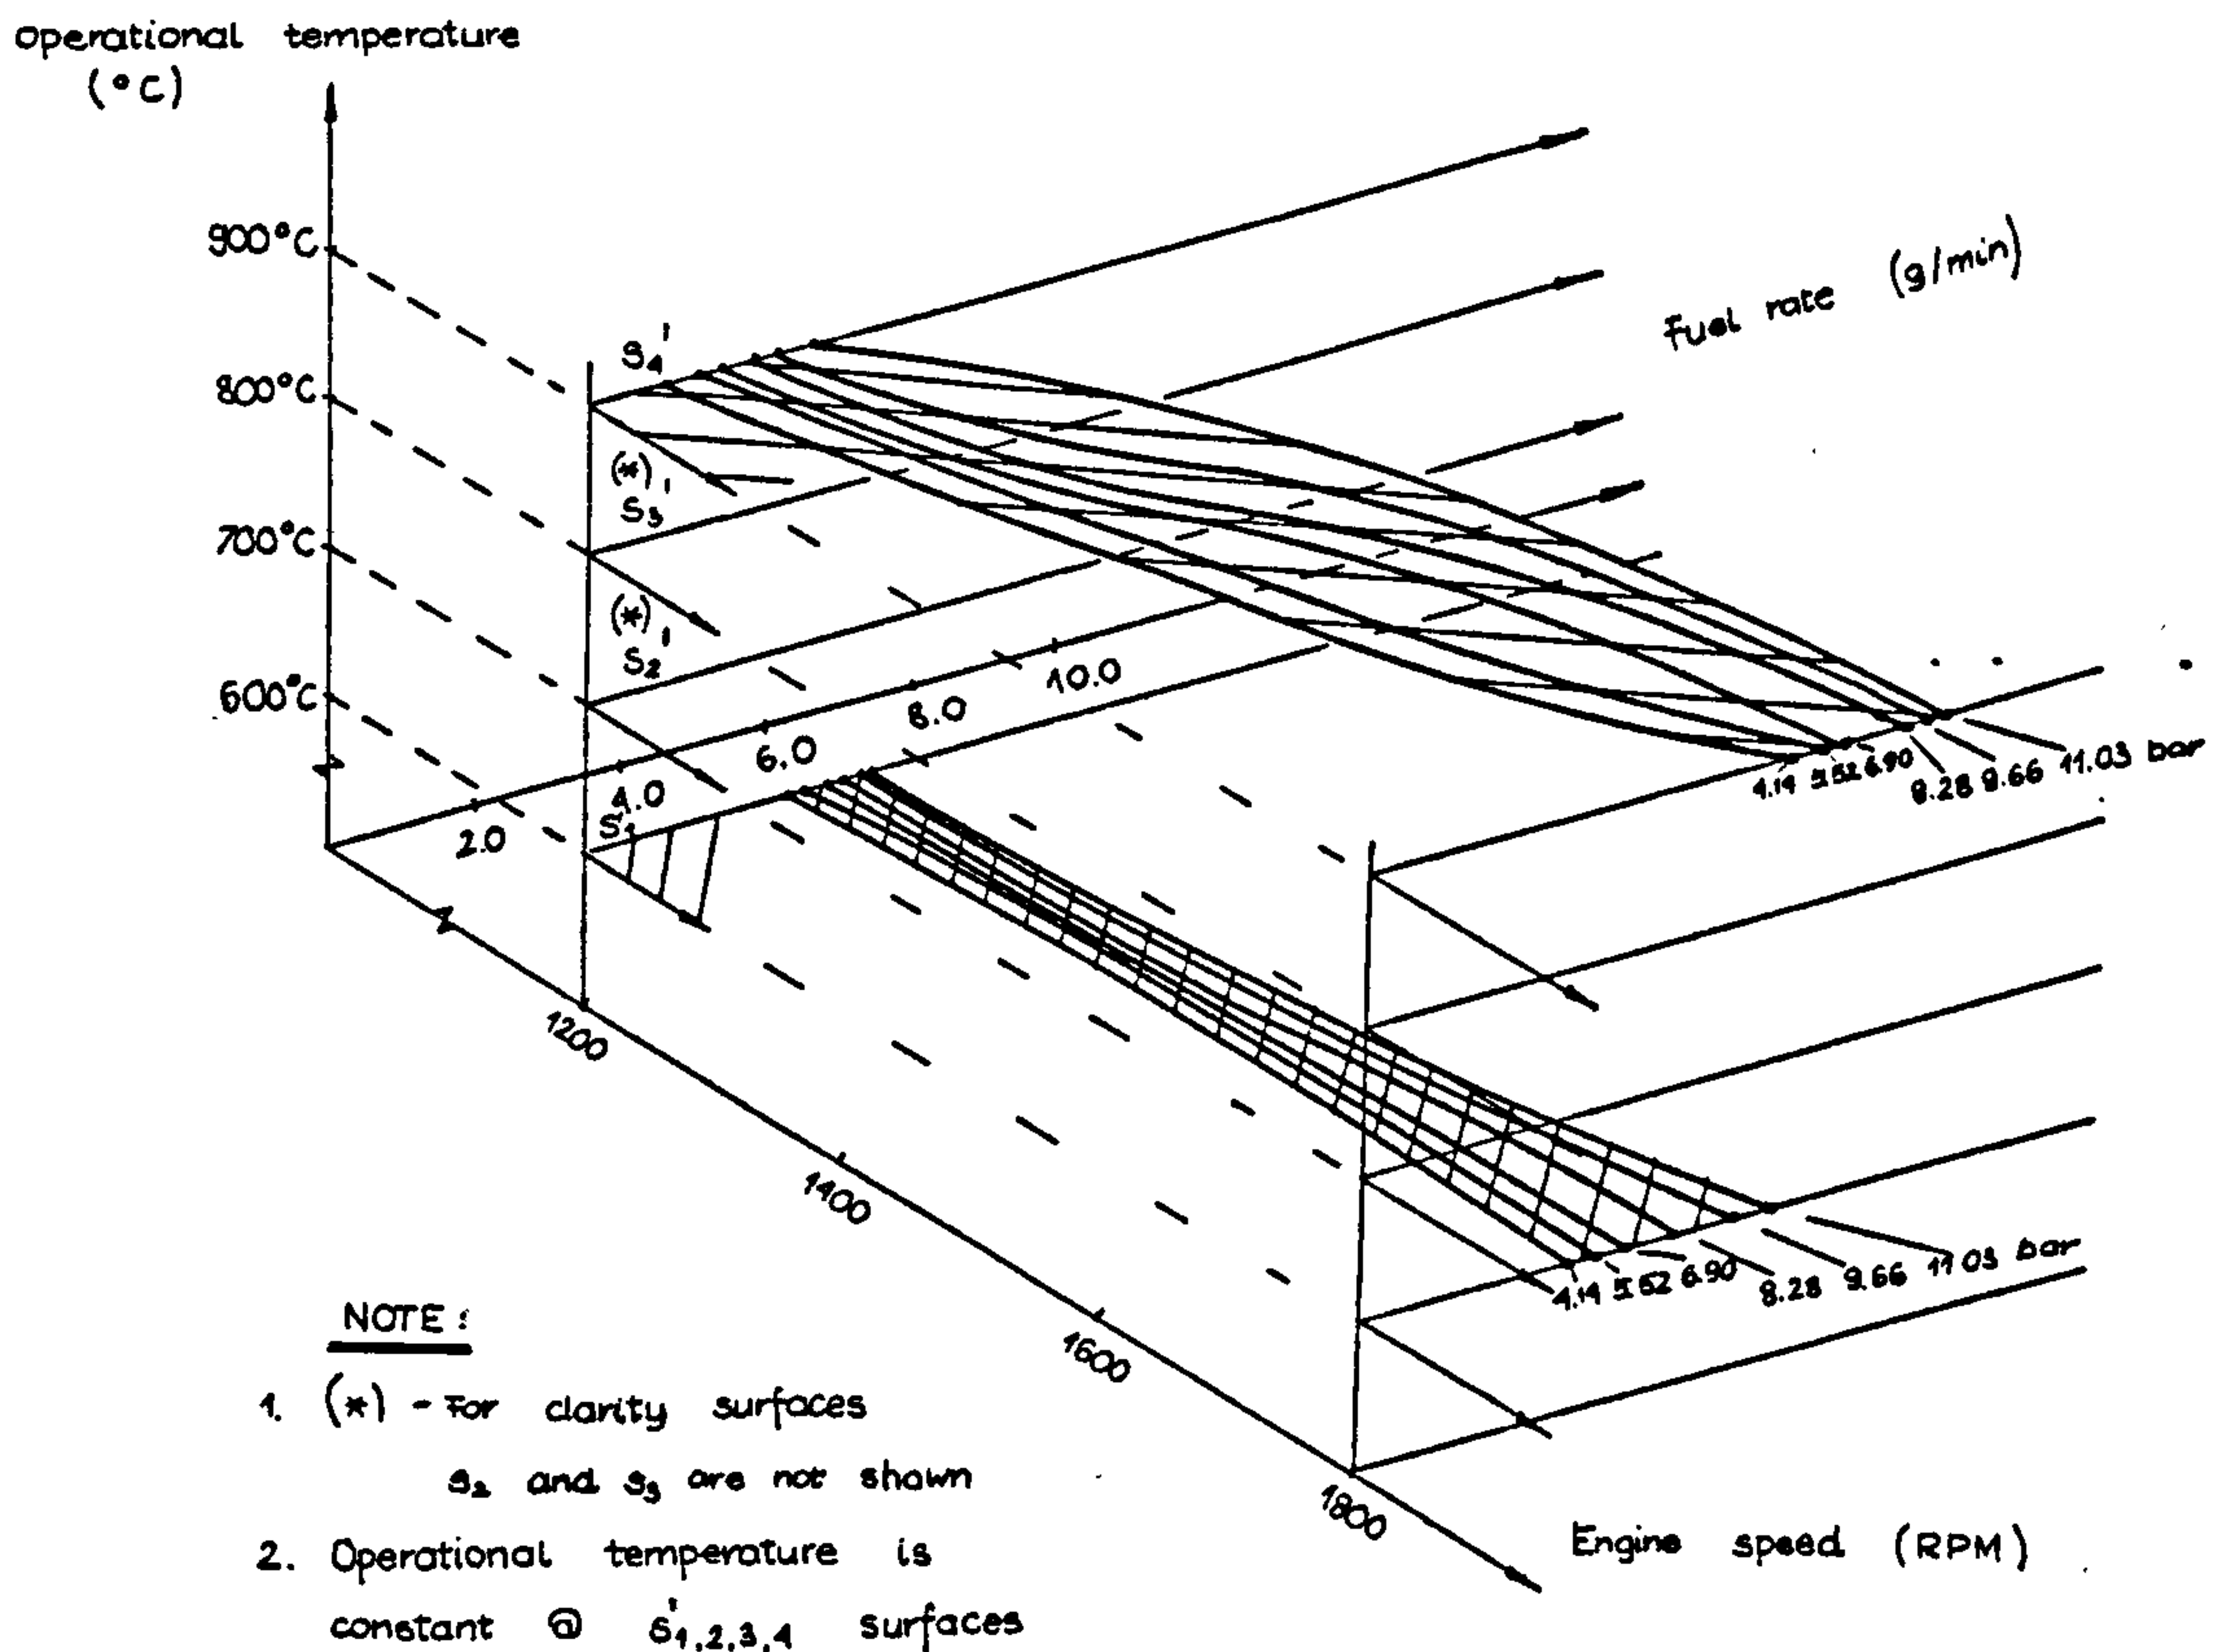 Operational temperature
(°C)
900°C
800°C
700°C
600°C
Fuel rate (g/min)
S₄'
(*)
S₃'
(*)
S₂'
S₁'
2.0
4.0
6.0
8.0
10.0
4.14 5.52 6.90 8.28 9.66 11.03 bar
4.14 5.52 6.90 8.28 9.66 11.03 bar
1200
1400
1600
1800
Engine speed (RPM)
NOTE:
1. (*) - For clarity surfaces
S₂ and S₃ are not shown
2. Operational temperature is
constant @ S'₁,₂,₃,₄ surfaces